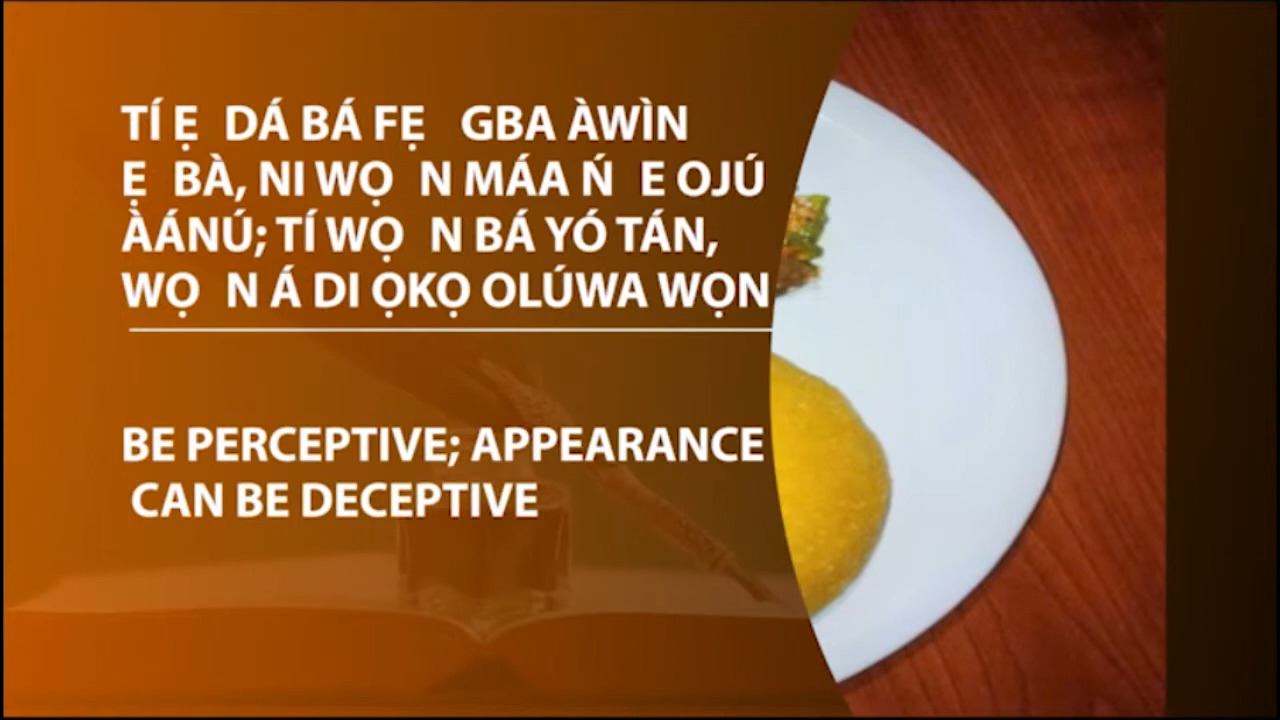 TÍ Ẹ DÁ BÁ FẸ GBA ÀWÌN
Ẹ BÀ, NI WỌ N MÁA Ń E OJÚ
ÀÁNÚ; TÍ WỌ N BÁ YÓ TÁN,
WỌ N Á DI ỌKỌ OLÚWA WỌN
BE PERCEPTIVE; APPEARANCE
CAN BE DECEPTIVE